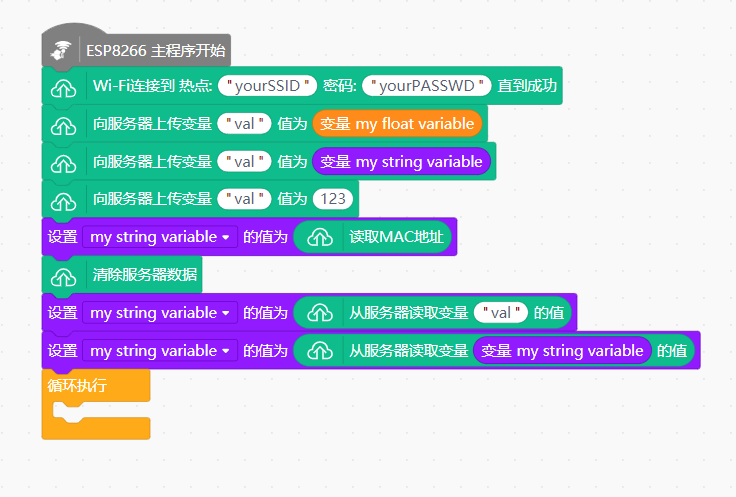 ESP8266 主程序开始
Wi-Fi连接到 热点: "yourSSID" 密码: "yourPASSWD" 直到成功
向服务器上传变量 "val" 值为 变量 my float variable
向服务器上传变量 "val" 值为 变量 my string variable
向服务器上传变量 "val" 值为 123
设置 my string variable 的值为 读取MAC地址
清除服务器数据
设置 my string variable 的值为 从服务器读取变量 "val" 的值
设置 my string variable 的值为 从服务器读取变量 变量 my string variable 的值
循环执行